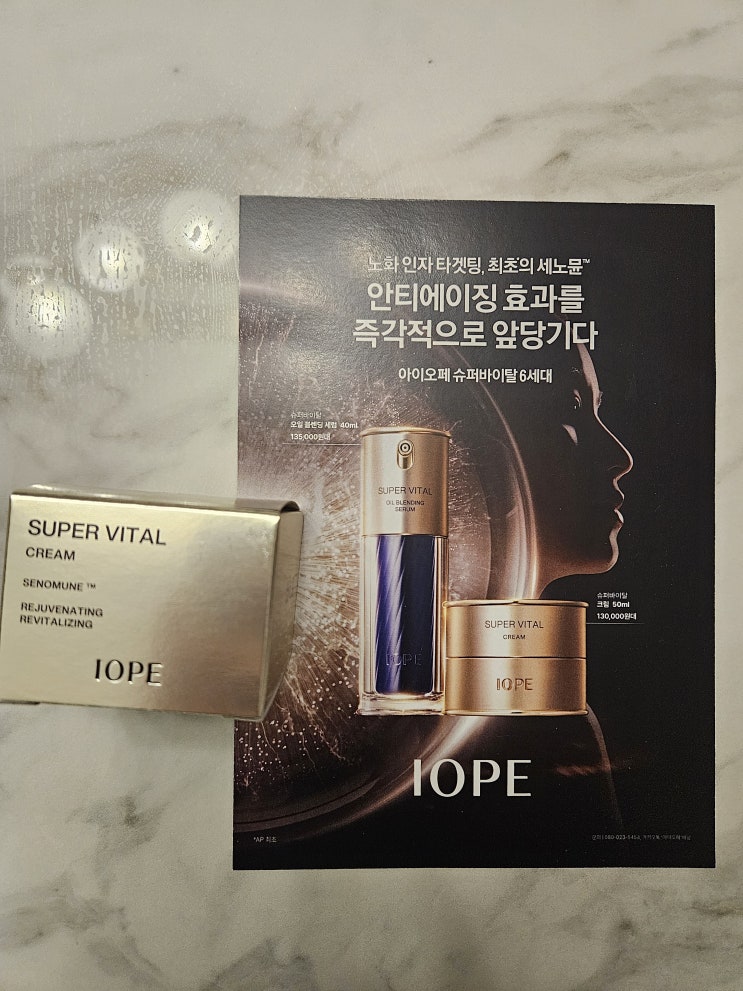 노화 인자 타겟팅, 최초*의 세노뮨™
안티에이징 효과를
즉각적으로 앞당기다
아이오페 슈퍼바이탈 6세대
슈퍼바이탈
오일 블렌딩 세럼 40ml
135,000원대
SUPER VITAL
OIL BLENDING
SERUM
IOPE
슈퍼바이탈
크림 50ml
130,000원대
SUPER VITAL
CREAM
IOPE
IOPE
*AP 최초
SUPER VITAL
CREAM
SENOMUNE™
REJUVENATING
REVITALIZING
IOPE